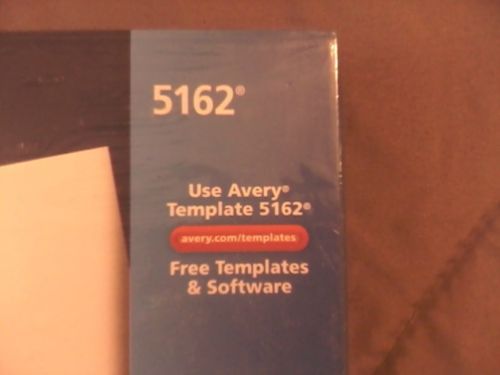 5162®
Use Avery®
Template 5162®
avery.com/templates
Free Templates
& Software